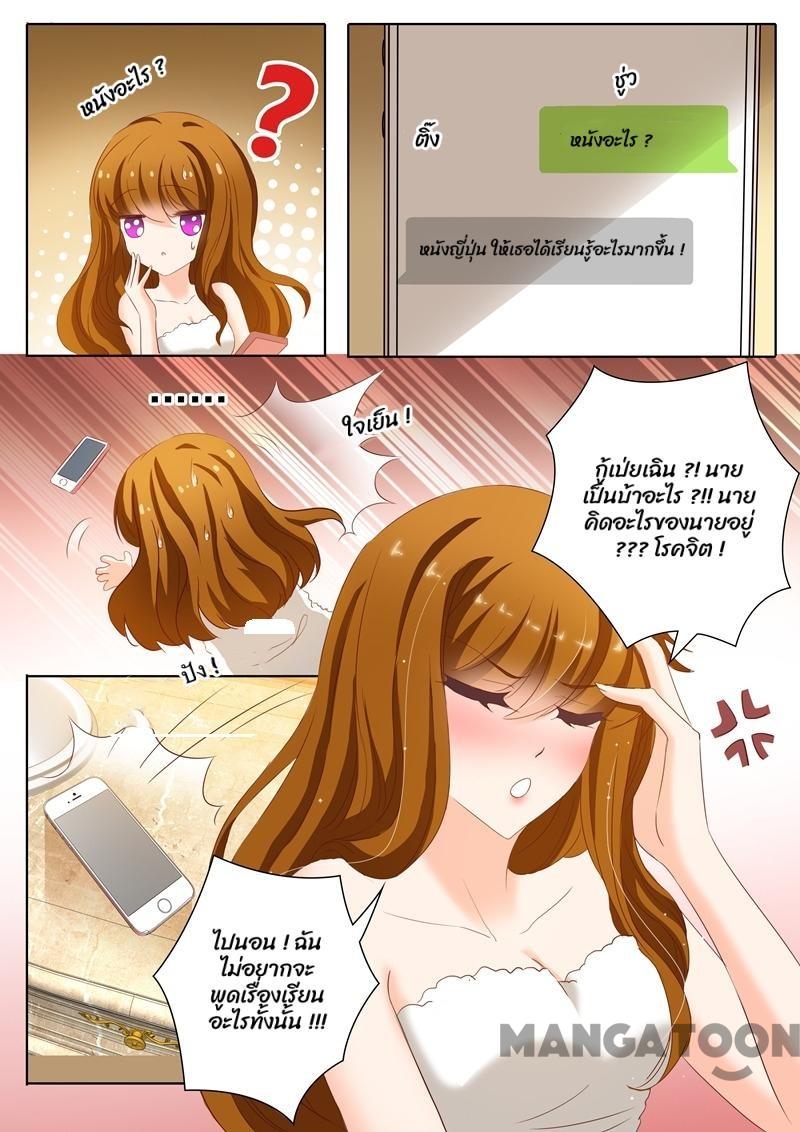 หนังอะไร ?
?
ชู่ว
หนังอะไร ?
ติ๊ง
หนังญี่ปุ่น ให้เธอได้เรียนรู้อะไรมากขึ้น !
......
ใจเย็น !
กู้เป่ยเฉิน ?! นาย
เป็นบ้าอะไร ?!! นาย
คิดอะไรของนายอยู่
??? โรคจิต !
ปัง !
ไปนอน ! ฉัน
ไม่อยากจะ
พูดเรื่องเรียน
อะไรทั้งนั้น !!!
MANGATOON